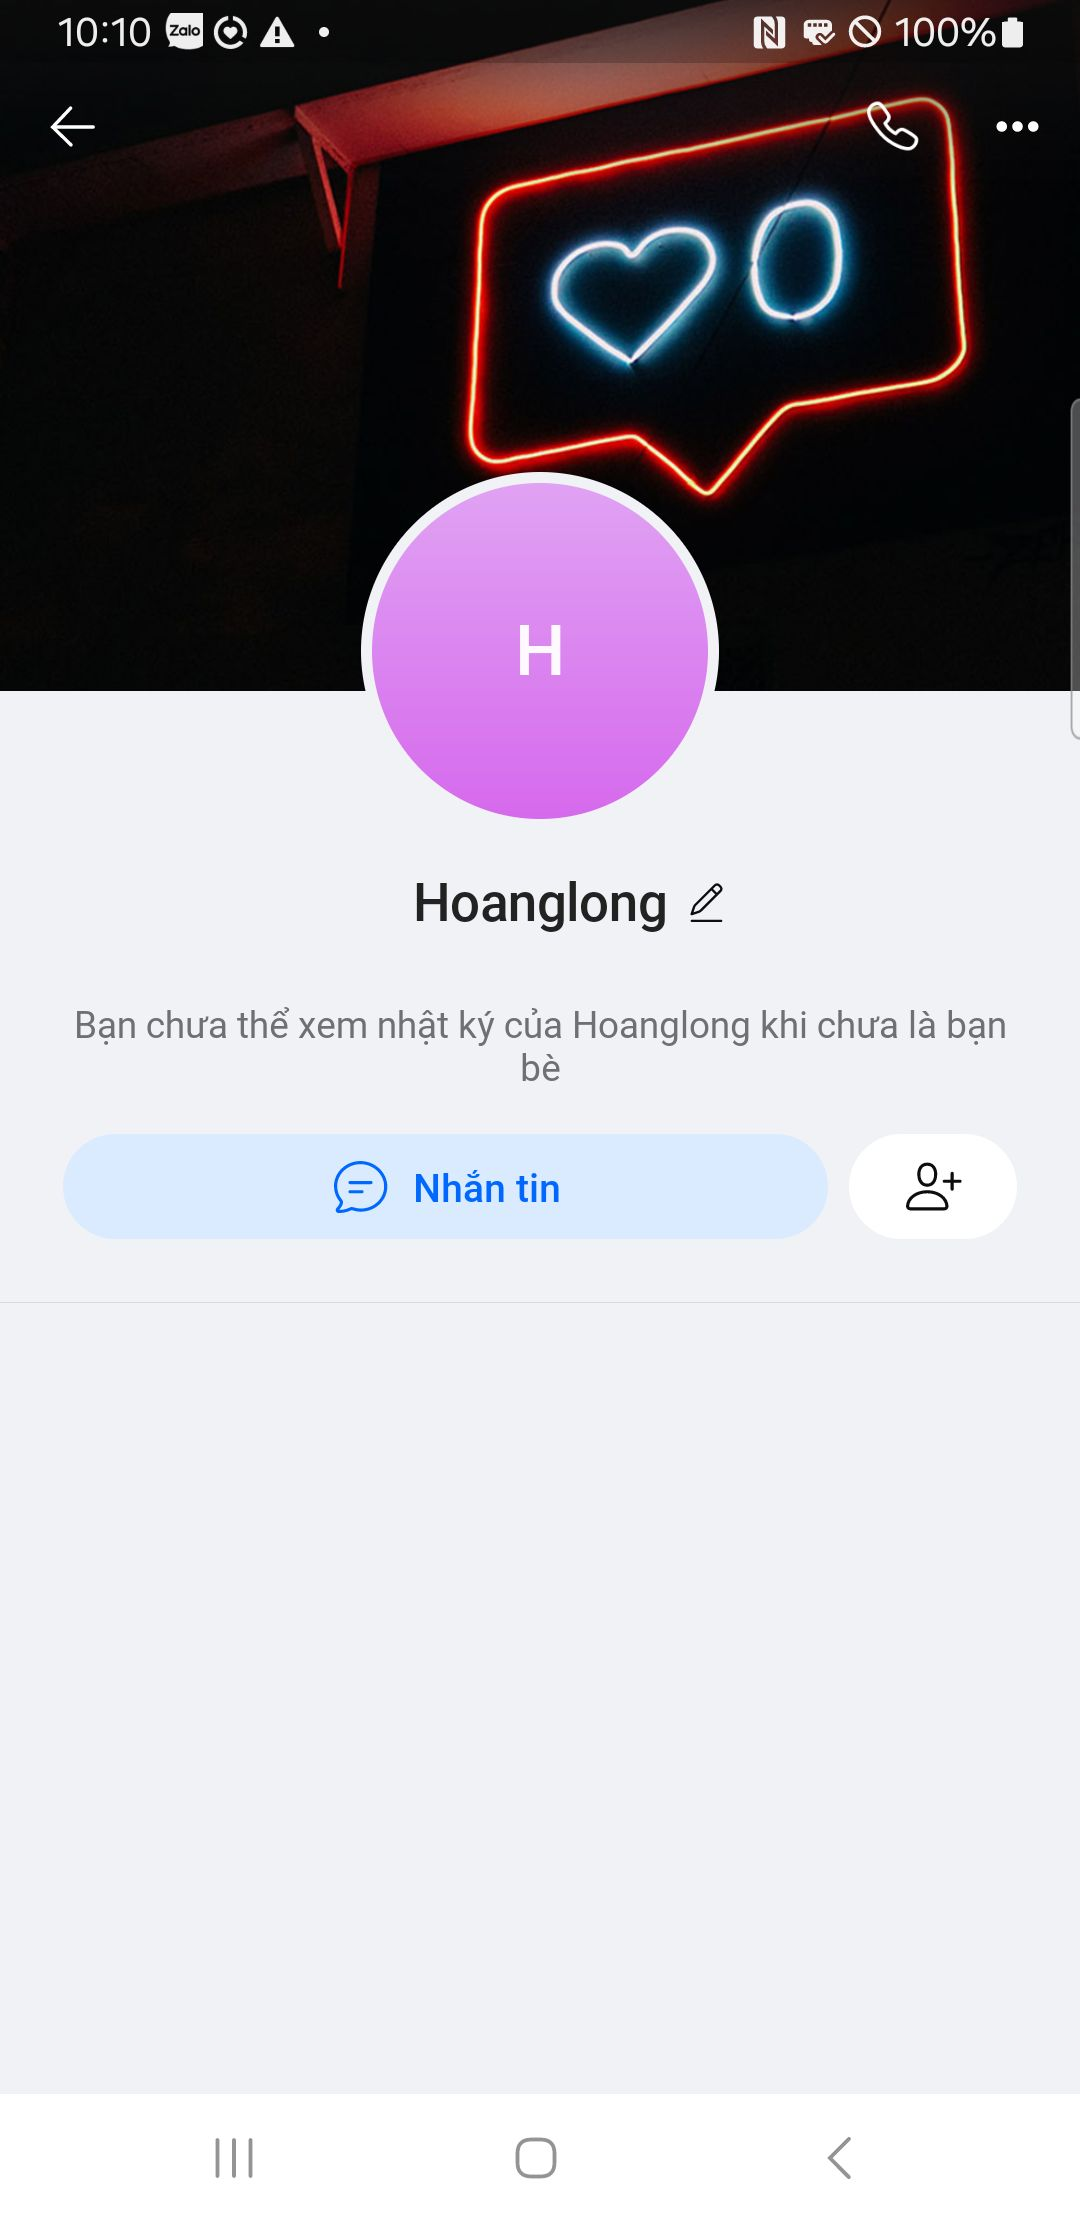 10:10 Zalo 100%
0
H
Hoanglong
Bạn chưa thể xem nhật ký của Hoanglong khi chưa là bạn
bè
Nhắn tin